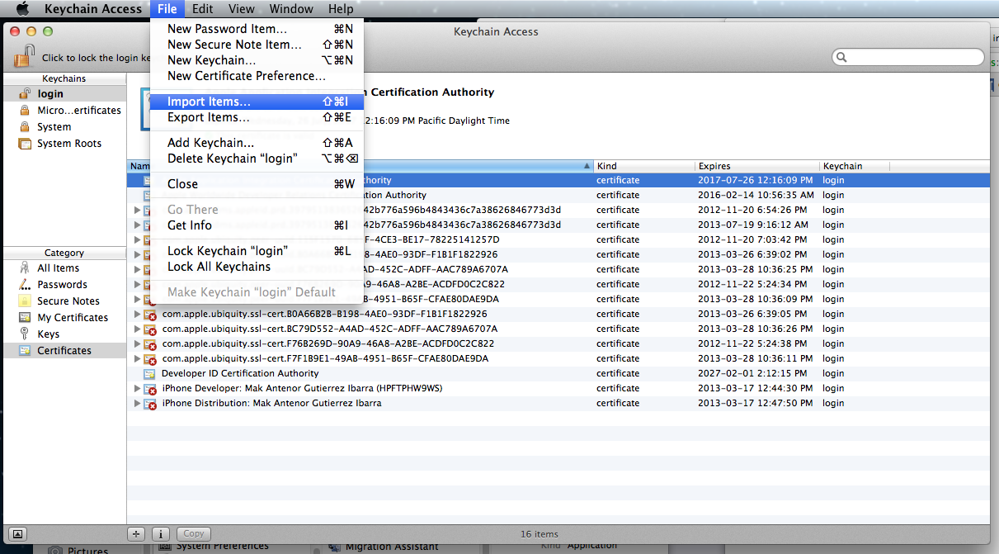 Keychain Access File Edit View Window Help
Keychain Access
Click to lock the login ke
New Password Item... ⌘N
New Secure Note Item... ⇧⌘N
New Keychain... ⌥⌘N
New Certificate Preference...
Import Items... ⇧⌘I
Export Items... ⇧⌘E
Add Keychain... ⇧⌘A
Delete Keychain “login” ⌥⌘⌫
Close ⌘W
Go There
Get Info ⌘I
Lock Keychain “login” ⌘L
Lock All Keychains
Make Keychain “login” Default
Keychains
login
Micro...ertificates
System
System Roots
Category
All Items
Passwords
Secure Notes
My Certificates
Keys
Certificates
Certification Authority
2:16:09 PM Pacific Daylight Time
Nam Kind Expires Keychain
thority certificate 2017-07-26 12:16:09 PM login
ation Authority certificate 2016-02-14 10:56:35 AM login
42b776a596b4843436c7a38626846773d3d certificate 2012-11-20 6:54:26 PM login
42b776a596b4843436c7a38626846773d3d certificate 2013-07-19 9:16:12 AM login
F-4CE3-BE17-78225141257D certificate 2012-11-20 7:03:42 PM login
8-4AE0-93DF-F1B1F1822926 certificate 2013-03-26 6:39:02 PM login
AD-452C-ADFF-AAC789A6707A certificate 2013-03-28 10:36:25 PM login
A9-46A8-A2BE-ACDCDF0C822 certificate 2012-11-22 5:24:34 PM login
B-4951-B65F-CFAE80DAE9DA certificate 2013-03-28 10:36:09 PM login
com.apple.ubiquity.ssl-cert.B0A66B2B-B198-4AE0-93DF-F1B1F1822926 certificate 2013-03-26 6:39:05 PM login
com.apple.ubiquity.ssl-cert.BC79D552-A4AD-452C-ADFF-AAC789A6707A certificate 2013-03-28 10:36:26 PM login
com.apple.ubiquity.ssl-cert.F76B269D-90A9-46A8-A2BE-ACDCDF0C822 certificate 2012-11-22 5:24:38 PM login
com.apple.ubiquity.ssl-cert.F7F1B9E1-49AB-4951-B65F-CFAE80DAE9DA certificate 2013-03-28 10:36:11 PM login
Developer ID Certification Authority certificate 2027-02-01 2:12:15 PM login
iPhone Developer: Mak Antenor Gutierrez Ibarra (HPFTPHW9WS) certificate 2013-03-17 12:44:30 PM login
iPhone Distribution: Mak Antenor Gutierrez Ibarra certificate 2013-03-17 12:47:50 PM login
Copy
16 items
Pictures System Preferences Migration Assistant Kind Application